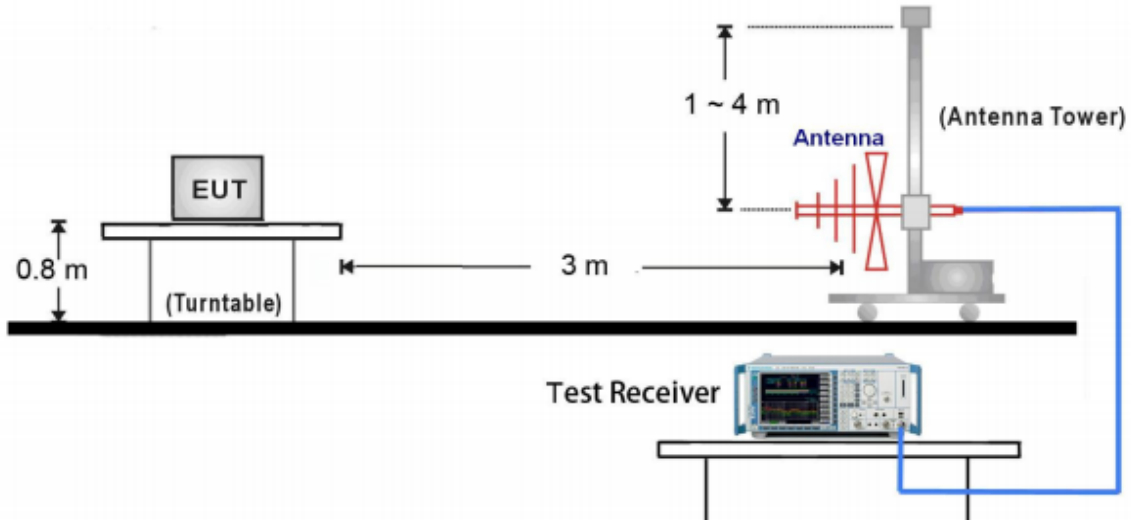 1 ~ 4 m
(Antenna Tower)
Antenna
EUT
0.8 m
3 m
(Turntable)
Test Receiver